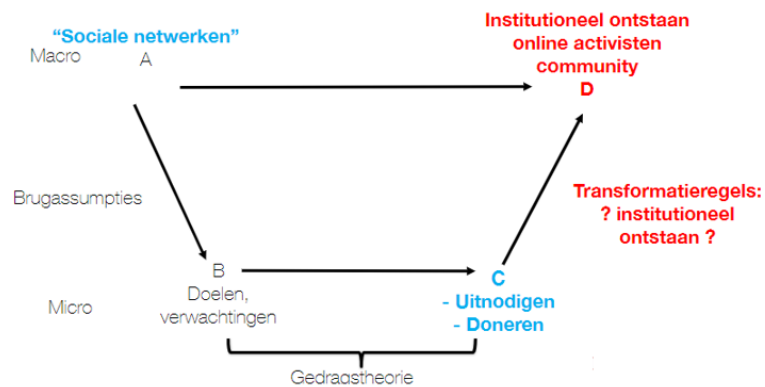 “Sociale netwerken”
Macro A
Institutioneel ontstaan
online activisten
community
D
Brugassumpties
Transformatieregels:
? institutioneel
ontstaan ?
Micro
B
Doelen,
verwachtingen
C
- Uitnodigen
- Doneren
Gedragstheorie